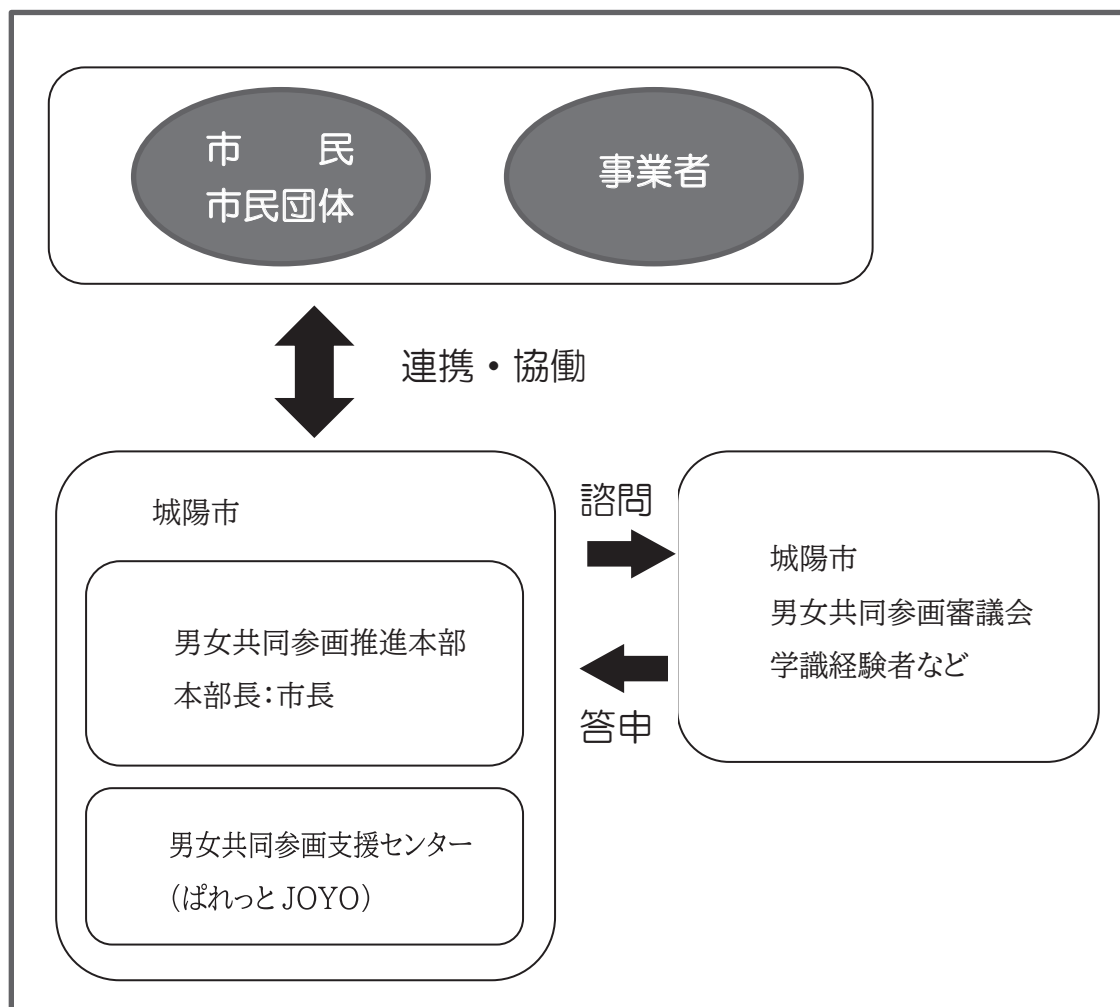 市　　民
市民団体
事業者
連携・協働
城陽市
男女共同参画推進本部
本部長：市長
男女共同参画支援センター
（ぱれっとJOYO）
諮問
答申
城陽市
男女共同参画審議会
学識経験者など